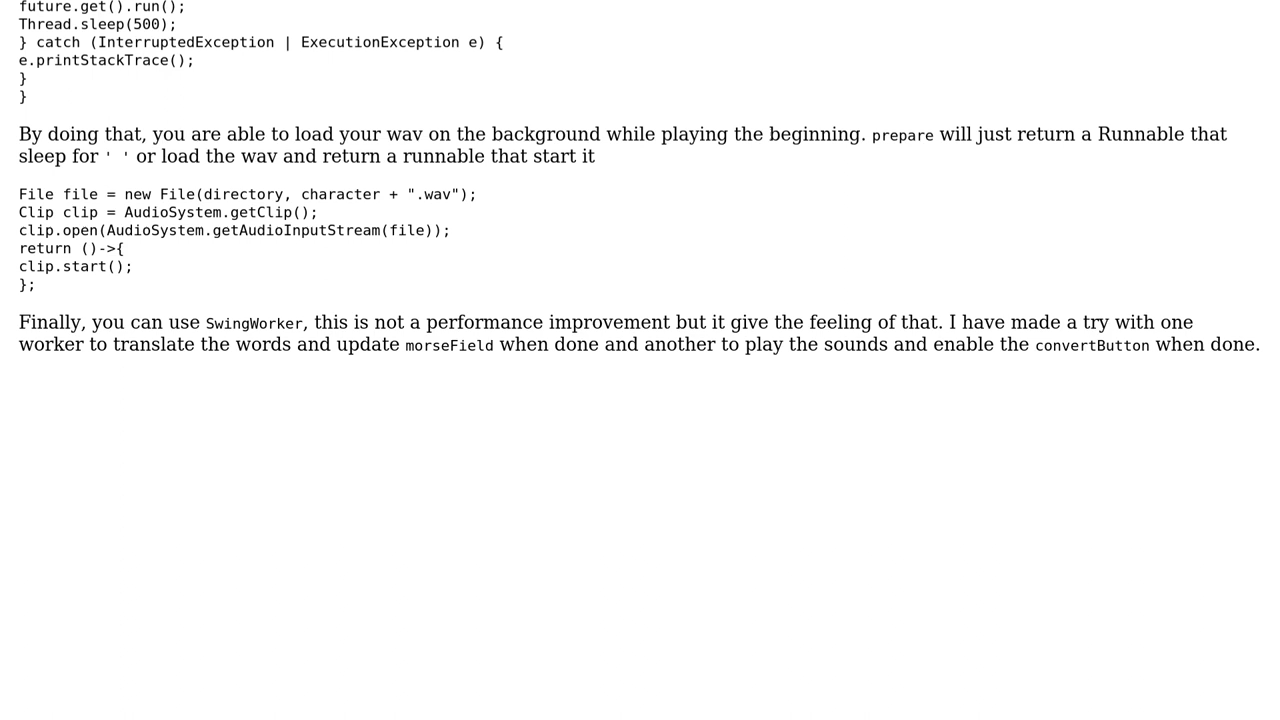 future.get().run();
Thread.sleep(500);
} catch (InterruptedException | ExecutionException e) {
e.printStackTrace();
}
}
By doing that, you are able to load your wav on the background while playing the beginning. prepare will just return a Runnable that
sleep for ' ' or load the wav and return a runnable that start it
File file = new File(directory, character + ".wav");
Clip clip = AudioSystem.getClip();
clip.open(AudioSystem.getAudioInputStream(file));
return ()->{
clip.start();
};
Finally, you can use SwingWorker, this is not a performance improvement but it give the feeling of that. I have made a try with one
worker to translate the words and update morseField when done and another to play the sounds and enable the convertButton when done.